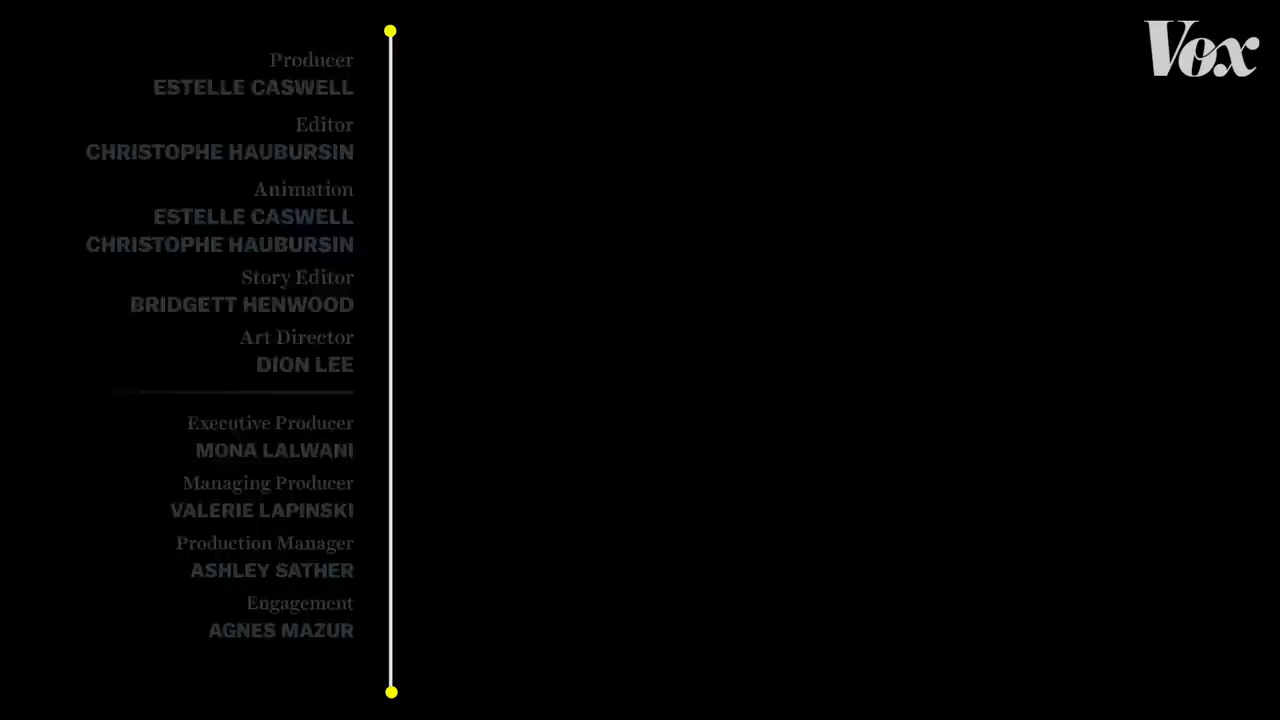 Vox
Producer
ESTELLE CASWELL
Editor
CHRISTOPHE HAUBURSIN
Animation
ESTELLE CASWELL
CHRISTOPHE HAUBURSIN
Story Editor
BRIDGETT HENWOOD
Art Director
DION LEE
Executive Producer
MONA LALWANI
Managing Producer
VALERIE LAPINSKI
Production Manager
ASHLEY SATHER
Engagement
AGNES MAZUR